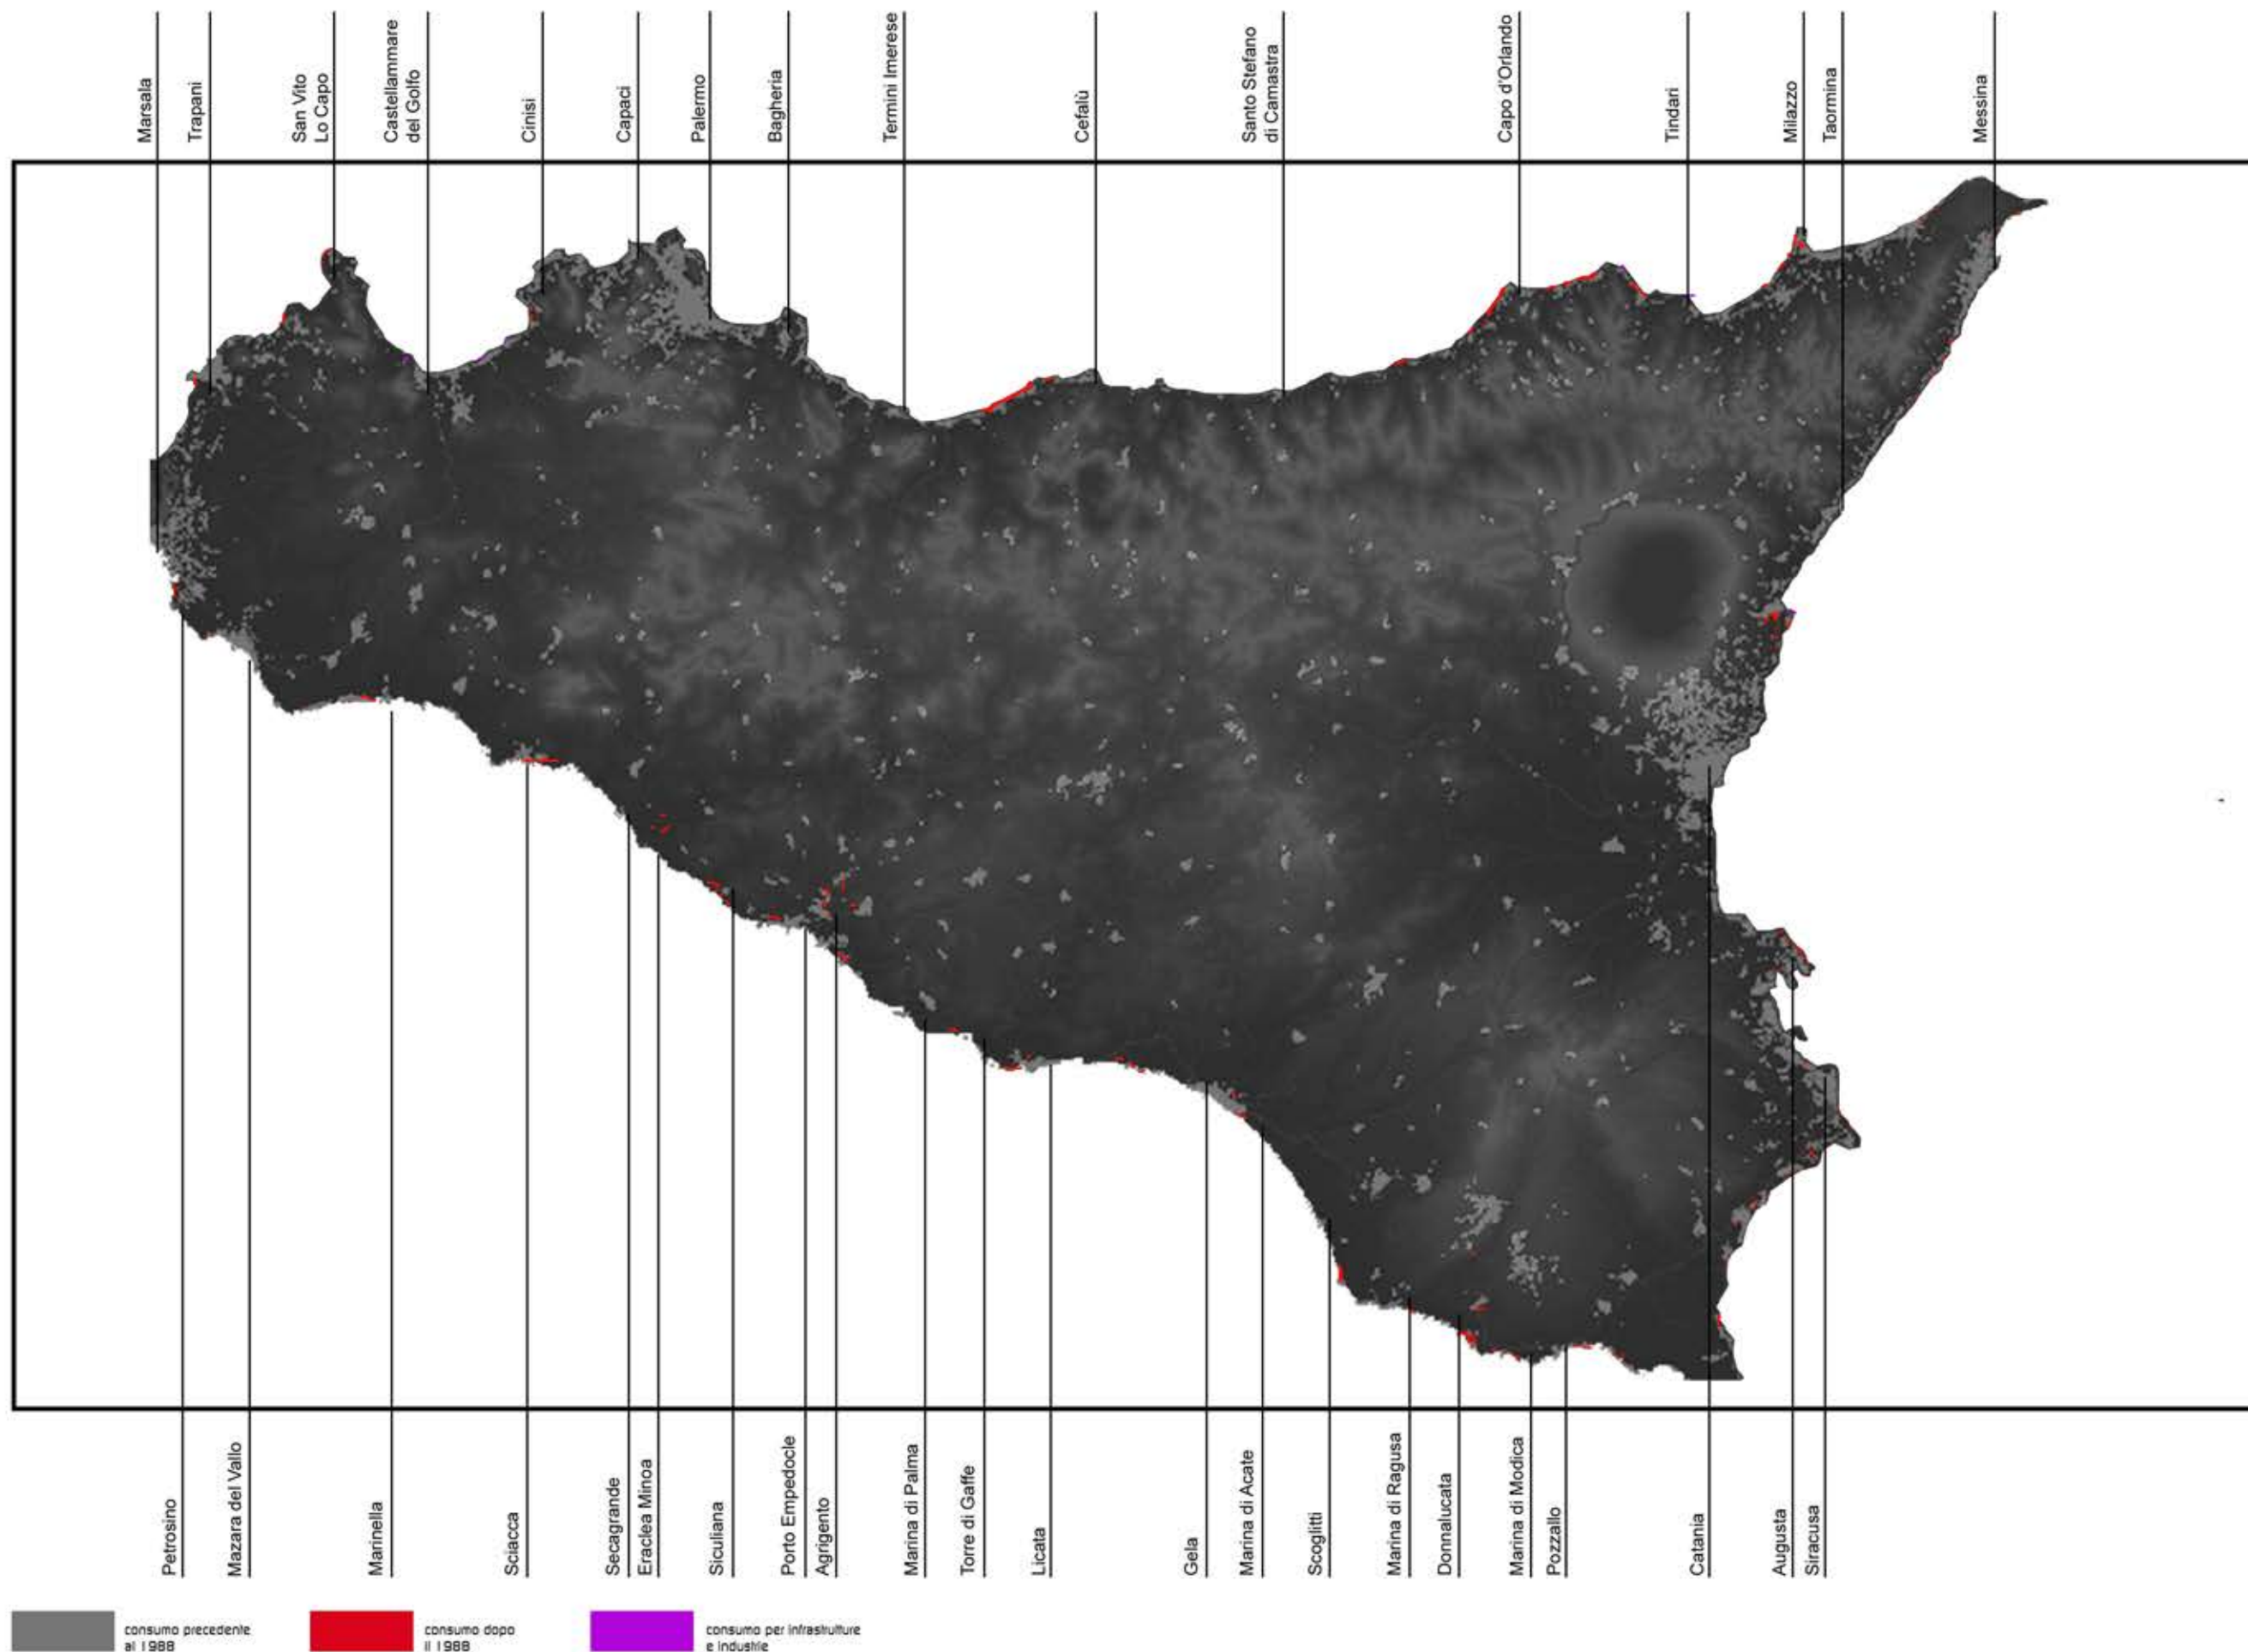 Marsala
Trapani
San Vito
Lo Capo
Castellammare
del Golfo
Cinisi
Capaci
Palermo
Bagheria
Termini Imerese
Cefalù
Santo Stefano
di Camastra
Capo d'Orlando
Tindari
Milazzo
Taormina
Messina
Petrosino
Mazara del Vallo
Marinella
Sciacca
Secagrande
Eraclea Minoa
Siculiana
Porto Empedocle
Agrigento
Marina di Palma
Torre di Gaffe
Licata
Gela
Marina di Acate
Scoglitti
Marina di Ragusa
Donnalucata
Marina di Modica
Pozzallo
Catania
Augusta
Siracusa
consumo precedente
al 1988
consumo dopo
il 1988
consumo per infrastrutture
e industrie